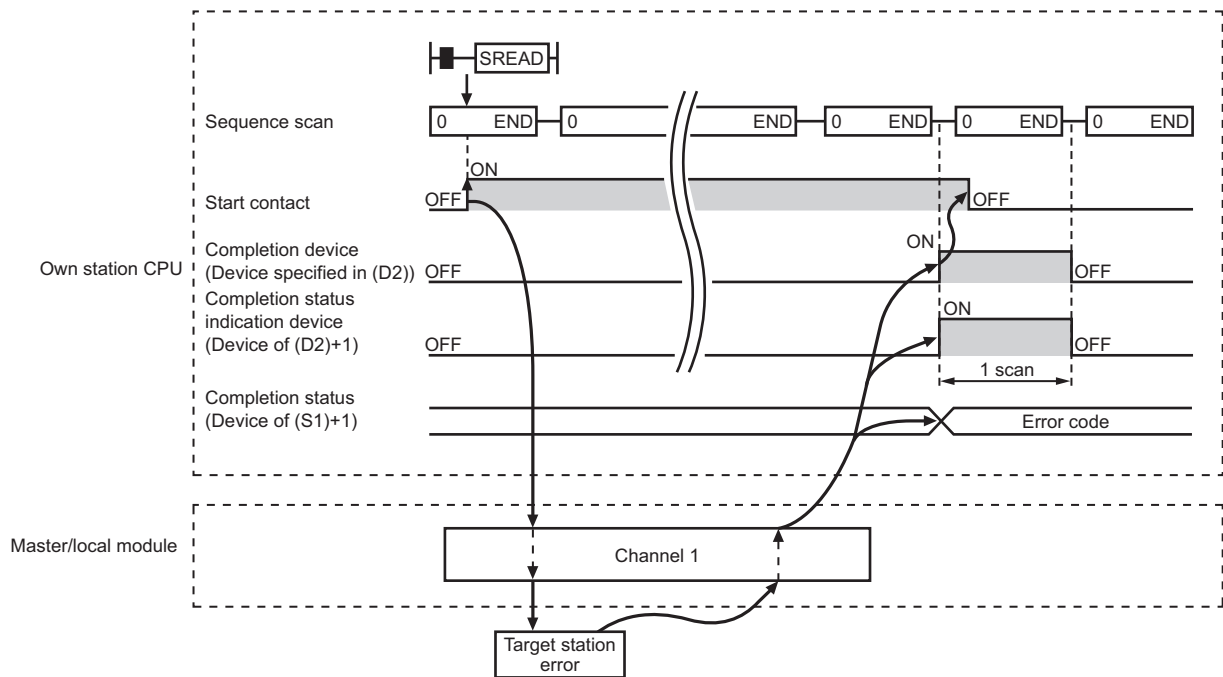 SREAD
Sequence scan
0 END 0 END 0 END 0 END 0 END
ON
Start contact
OFF
OFF
Own station CPU
Completion device
(Device specified in (D2))
OFF
ON
OFF
Completion status
indication device
(Device of (D2)+1)
OFF
ON
OFF
1 scan
Completion status
(Device of (S1)+1)
Error code
Master/local module
Channel 1
Target station
error